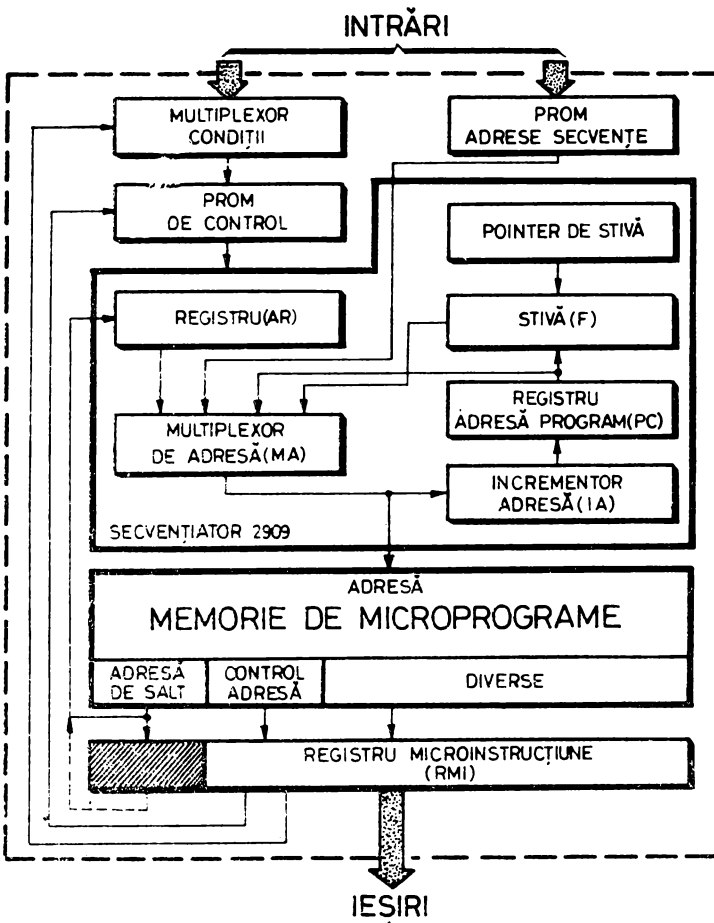 INTRĂRI
MULTIPLEXOR
CONDIȚII
PROM
ADRESE SECVENȚE
PROM
DE CONTROL
POINTER DE STIVĂ
REGISTRU(AR)
STIVĂ(F)
REGISTRU
ADRESĂ PROGRAM(PC)
MULTIPLEXOR
DE ADRESĂ(MA)
INCREMENTOR
ADRESĂ(IA)
SECVENȚIATOR 2909
ADRESĂ
MEMORIE DE MICROPROGRAME
ADRESĂ
DE SALT
CONTROL
ADRESĂ
DIVERSE
REGISTRU MICROINSTRUCȚIUNE
(RMI)
IEȘIRI